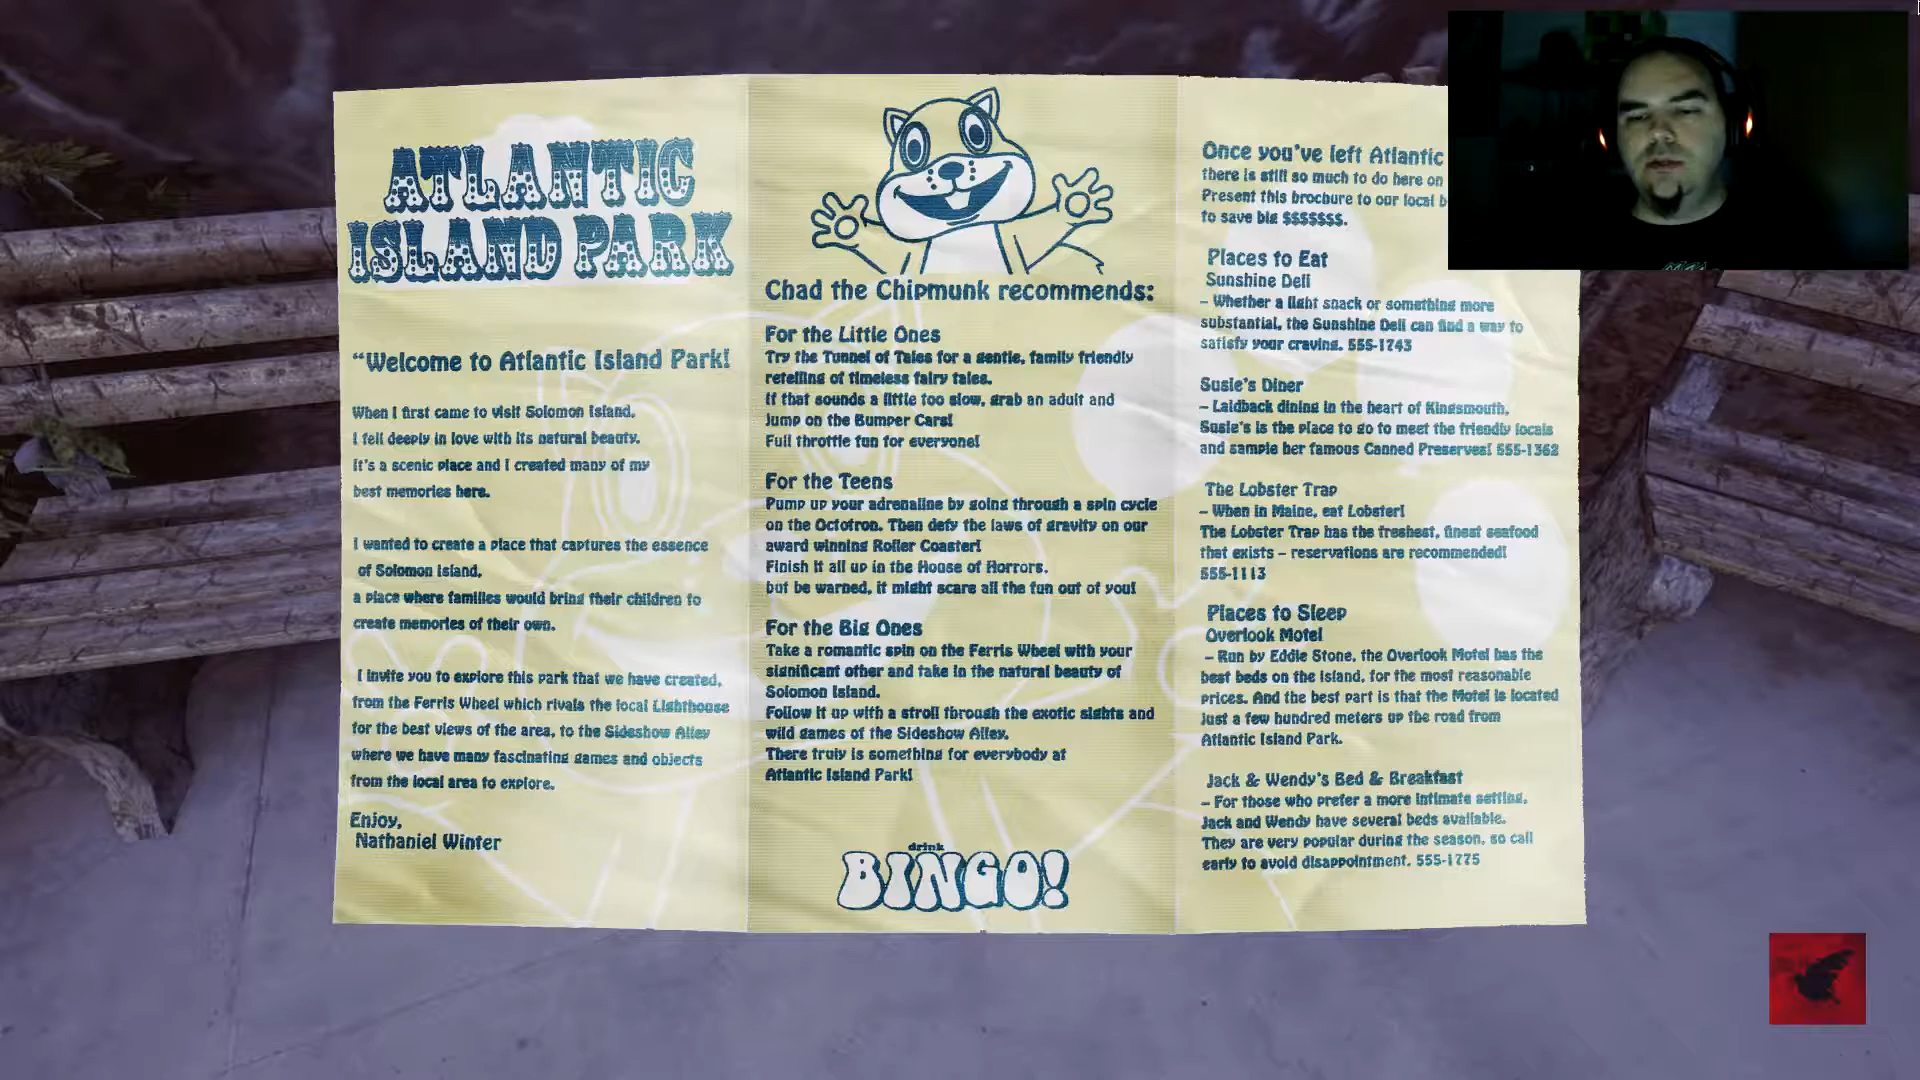 ATLANTIC
ISLAND PARK
“Welcome to Atlantic Island Park!
When I first came to visit Solomon Island,
I fell deeply in love with its natural beauty.
It's a scenic place and I created many of my
best memories here.
I wanted to create a place that captures the essence
of Solomon Island,
a place where families would bring their children to
create memories of their own.
I invite you to explore this park that we have created,
from the Ferris Wheel which rivals the local Lighthouse
for the best views of the area, to the Sideshow Alley
where we have many fascinating games and objects
from the local area to explore.
Enjoy,
Nathaniel Winter
Chad the Chipmunk recommends:
For the Little Ones
Try the Tunnel of Tales for a gentle, family friendly
retelling of timeless fairy tales.
If that sounds a little too slow, grab an adult and
jump on the Bumper Cars!
Full throttle fun for everyone!
For the Teens
Pump up your adrenaline by going through a spin cycle
on the Octotron. Then defy the laws of gravity on our
award winning Roller Coaster!
Finish it all up in the House of Horrors,
but be warned, it might scare all the fun out of you!
For the Big Ones
Take a romantic spin on the Ferris Wheel with your
significant other and take in the natural beauty of
Solomon Island.
Follow it up with a stroll through the exotic sights and
wild games of the Sideshow Alley.
There truly is something for everybody at
Atlantic Island Park!
drink
BINGO!
Once you've left Atlantic
there is still so much to do here on
Present this brochure to our local b
to save big $$$$$$$.
Places to Eat
Sunshine Deli
– Whether a light snack or something more
substantial, the Sunshine Deli can find a way to
satisfy your craving. 555-1743
Susie's Diner
– Laidback dining in the heart of Kingsmouth,
Susie's is the place to go to meet the friendly locals
and sample her famous Canned Preserves! 555-1362
The Lobster Trap
– When in Maine, eat Lobster!
The Lobster Trap has the freshest, finest seafood
that exists – reservations are recommended!
555-1113
Places to Sleep
Overlook Motel
– Run by Eddie Stone, the Overlook Motel has the
best beds on the island, for the most reasonable
prices. And the best part is that the Motel is located
just a few hundred meters up the road from
Atlantic Island Park.
Jack & Wendy's Bed & Breakfast
– For those who prefer a more intimate setting,
Jack and Wendy have several beds available.
They are very popular during the season, so call
early to avoid disappointment. 555-1775